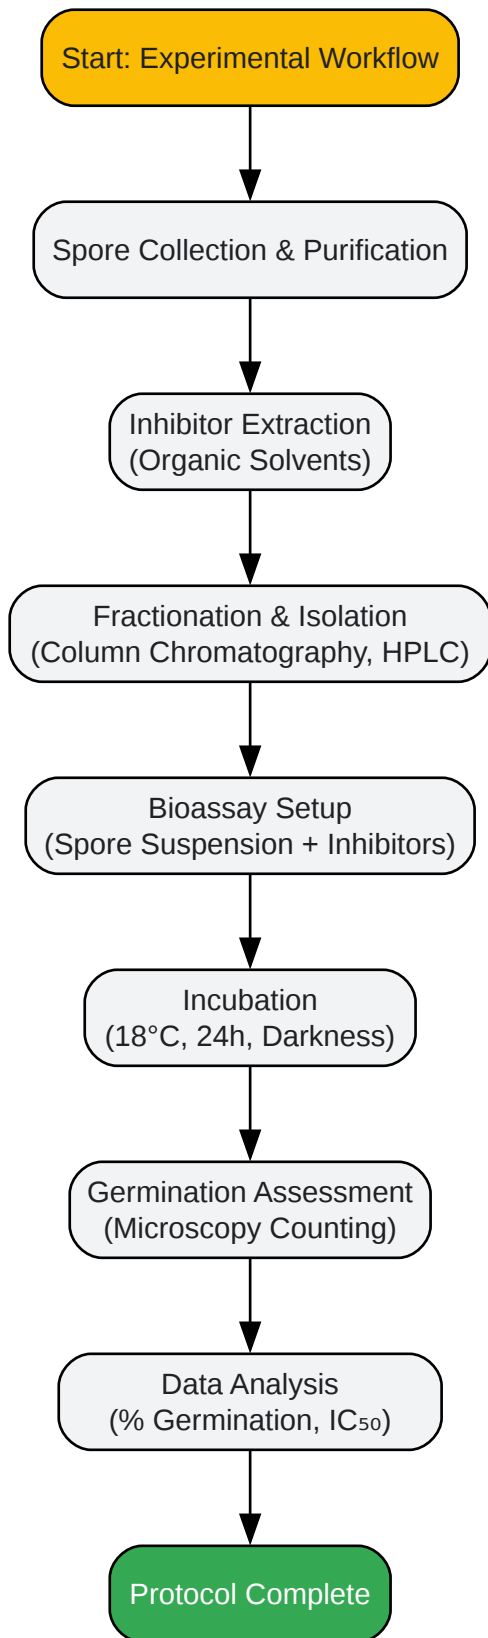 Start: Experimental Workflow
Spore Collection & Purification
Inhibitor Extraction
(Organic Solvents)
Fractionation & Isolation
(Column Chromatography, HPLC)
Bioassay Setup
(Spore Suspension + Inhibitors)
Incubation
(18°C, 24h, Darkness)
Germination Assessment
(Microscopy Counting)
Data Analysis
(% Germination, IC₅₀)
Protocol Complete